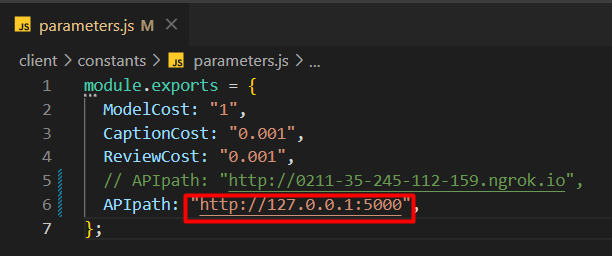 JS parameters.js M
client > constants > JS parameters.js > ...
1 module.exports = {
2 ModelCost: "1",
3 CaptionCost: "0.001",
4 ReviewCost: "0.001",
5 // APIpath: "http://0211-35-245-112-159.ngrok.io",
6 APIpath: "http://127.0.0.1:5000",
7 };